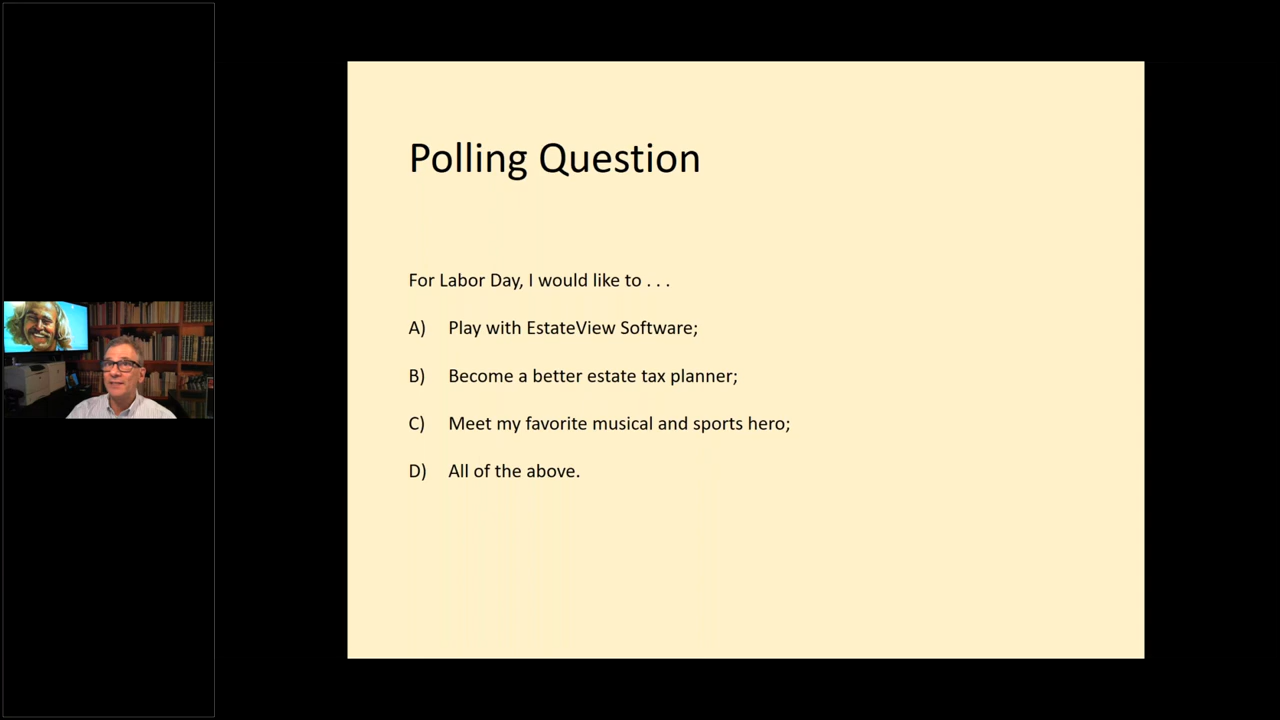 Polling Question
For Labor Day, I would like to . . .
A) Play with EstateView Software;
B) Become a better estate tax planner;
C) Meet my favorite musical and sports hero;
D) All of the above.